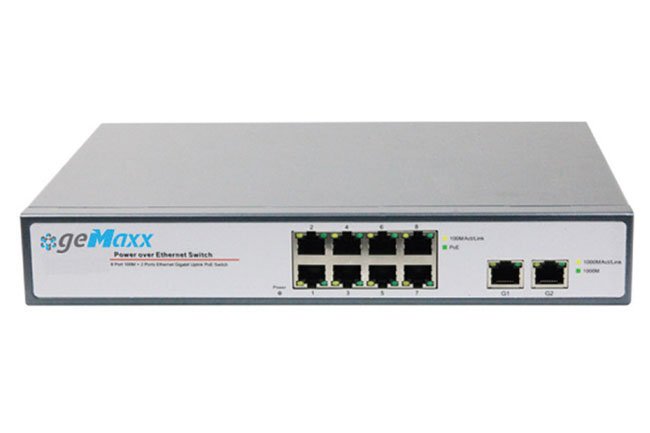 geMaxx
Power over Ethernet Switch
8 Port 100M + 2 Ports Ethernet Gigabit Uplink PoE Switch
2 4 6 8
100M Act/Link
PoE
1000M Act/Link
1000M
Power
1 3 5 7
G1 G2